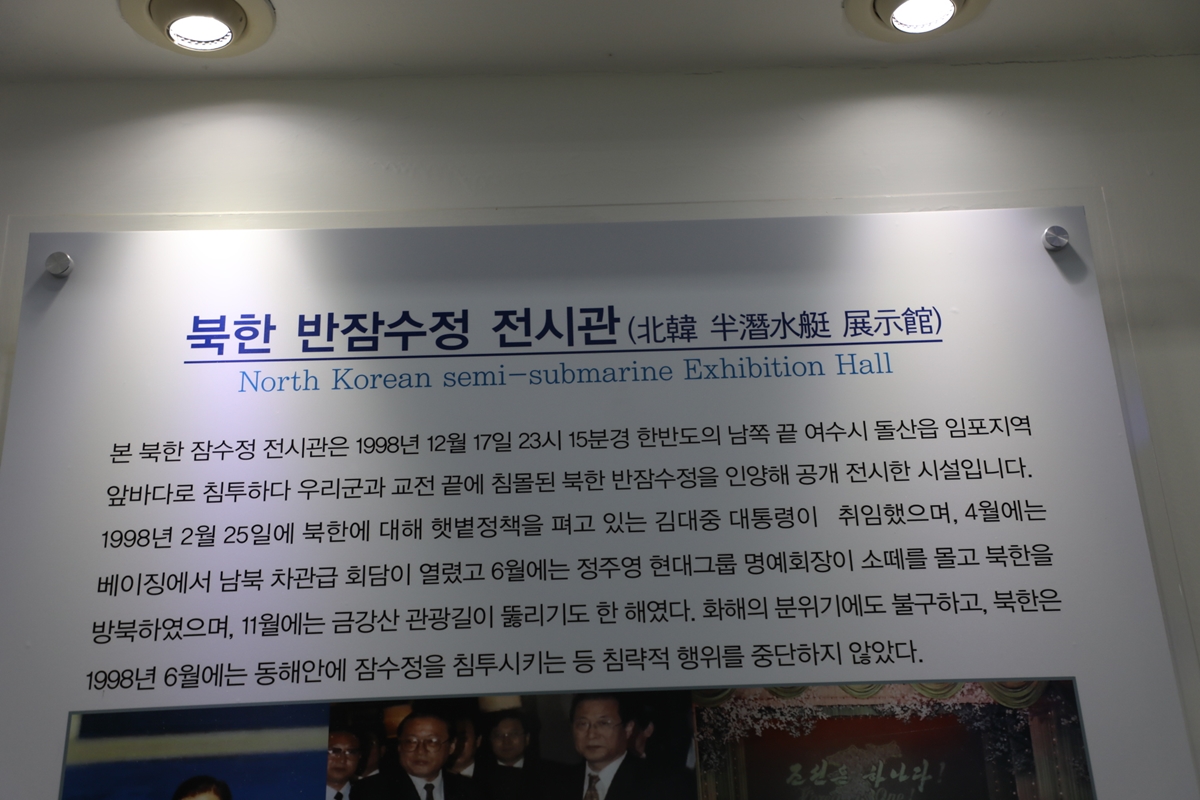 북한 반잠수정 전시관 (北韓 半潛水艇 展示館)
North Korean semi-submarine Exhibition Hall
본 북한 잠수정 전시관은 1998년 12월 17일 23시 15분경 한반도의 남쪽 끝 여수시 돌산읍 임포지역
앞바다로 침투하다 우리군과 교전 끝에 침몰된 북한 반잠수정을 인양해 공개 전시한 시설입니다.
1998년 2월 25일에 북한에 대해 햇볕정책을 펴고 있는 김대중 대통령이 취임했으며, 4월에는
베이징에서 남북 차관급 회담이 열렸고 6월에는 정주영 현대그룹 명예회장이 소떼를 몰고 북한을
방북하였으며, 11월에는 금강산 관광길이 뚫리기도 한 해였다. 화해의 분위기에도 불구하고, 북한은
1998년 6월에는 동해안에 잠수정을 침투시키는 등 침략적 행위를 중단하지 않았다.
조선은 하나다!